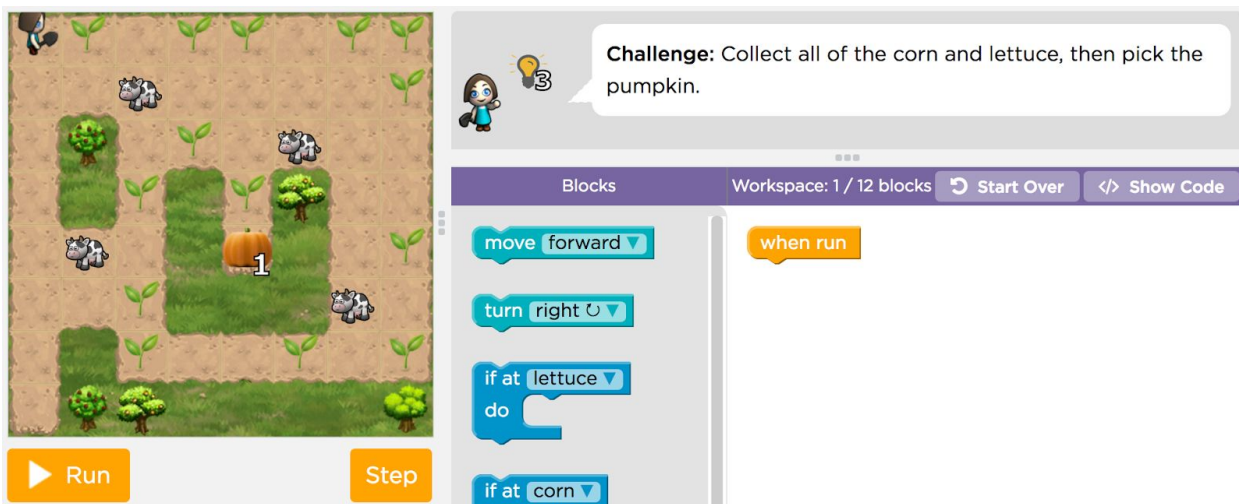 Challenge: Collect all of the corn and lettuce, then pick the
pumpkin.
3
Blocks
Workspace: 1 / 12 blocks
Start Over
</> Show Code
move forward
when run
1
turn right
if at lettuce
do
if at corn
Run
Step